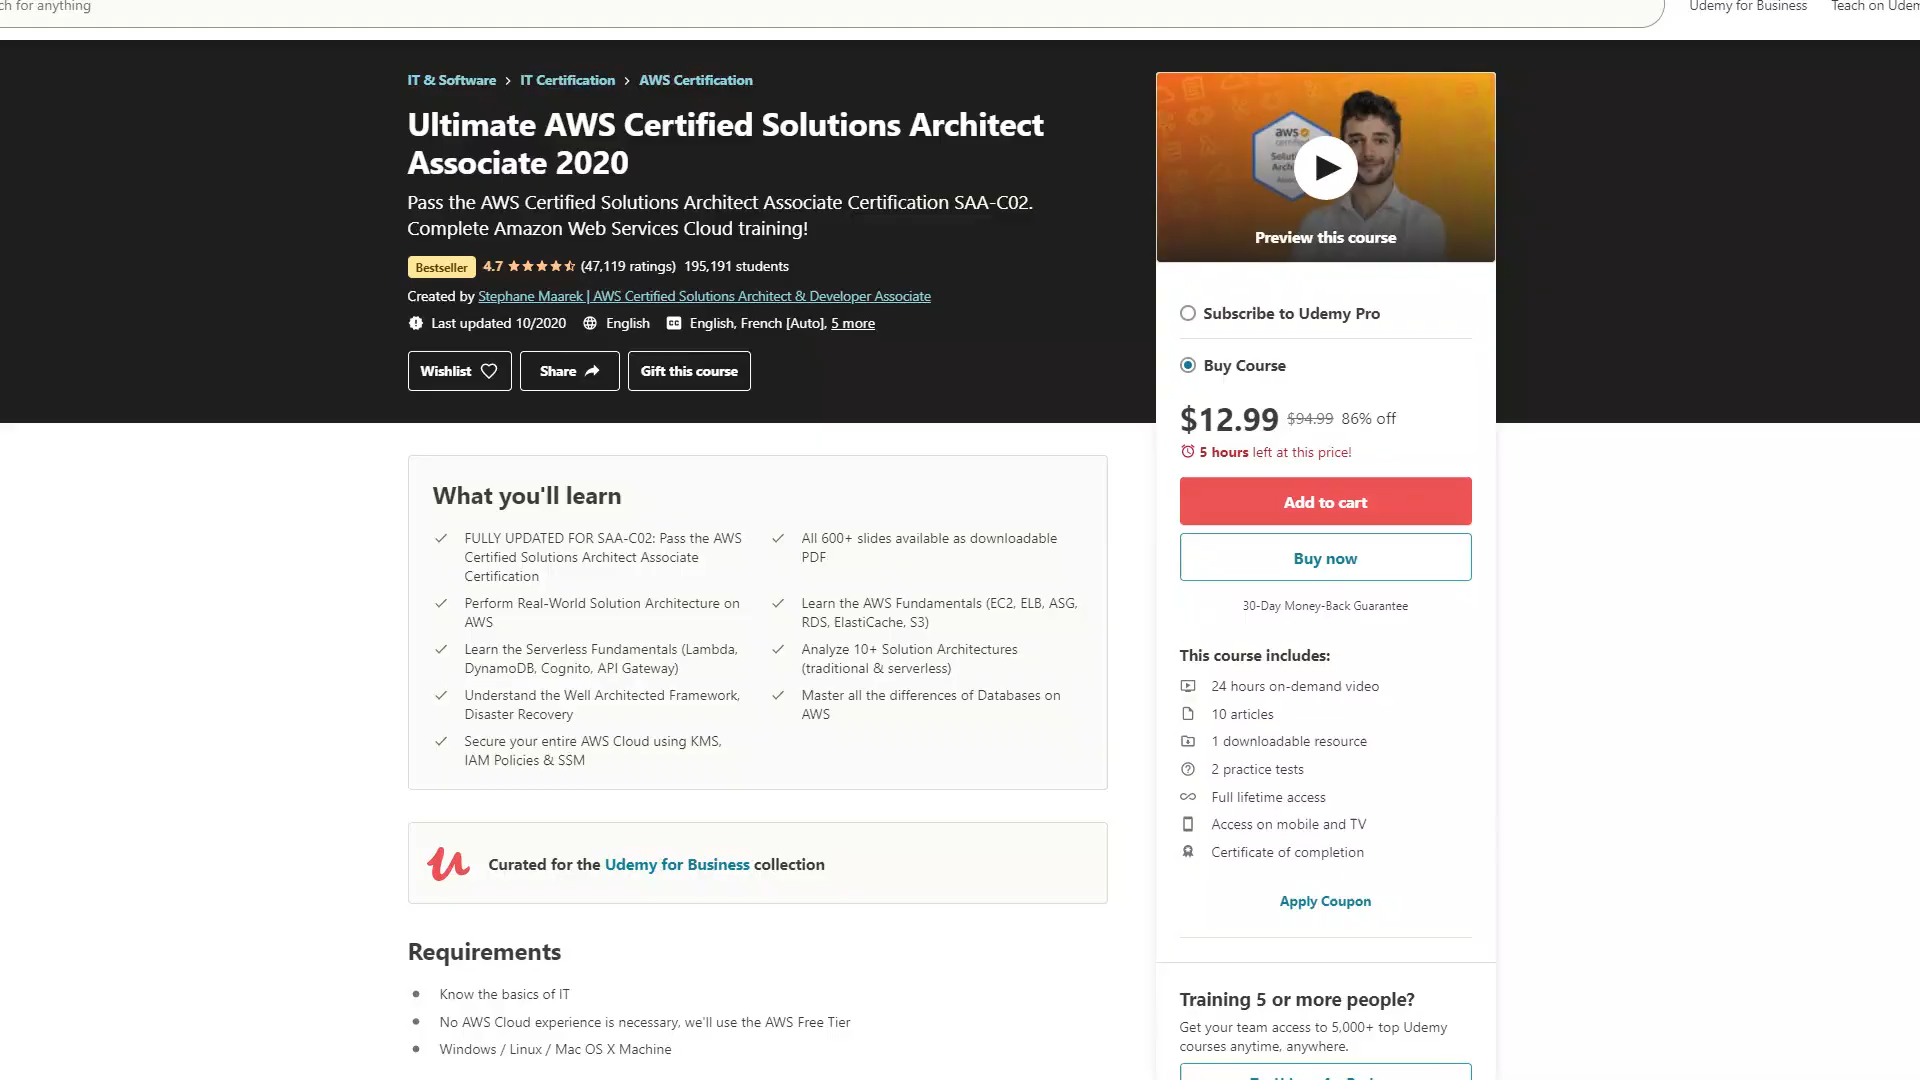 ch for anything
Udemy for Business
Teach on Udem
IT & Software > IT Certification > AWS Certification
Ultimate AWS Certified Solutions Architect
Associate 2020
Pass the AWS Certified Solutions Architect Associate Certification SAA-C02.
Complete Amazon Web Services Cloud training!
Bestseller 4.7 (47,119 ratings) 195,191 students
Created by Stephane Maarek | AWS Certified Solutions Architect & Developer Associate
Last updated 10/2020 English English, French [Auto], 5 more
Wishlist
Share
Gift this course
aws
certified
Preview this course
Subscribe to Udemy Pro
Buy Course
$12.99 $94.99 86% off
5 hours left at this price!
Add to cart
Buy now
30-Day Money-Back Guarantee
This course includes:
24 hours on-demand video
10 articles
1 downloadable resource
2 practice tests
Full lifetime access
Access on mobile and TV
Certificate of completion
Apply Coupon
Training 5 or more people?
Get your team access to 5,000+ top Udemy
courses anytime, anywhere.
What you'll learn
FULLY UPDATED FOR SAA-C02: Pass the AWS
Certified Solutions Architect Associate
Certification
All 600+ slides available as downloadable
PDF
Perform Real-World Solution Architecture on
AWS
Learn the AWS Fundamentals (EC2, ELB, ASG,
RDS, ElastiCache, S3)
Learn the Serverless Fundamentals (Lambda,
DynamoDB, Cognito, API Gateway)
Analyze 10+ Solution Architectures
(traditional & serverless)
Understand the Well Architected Framework,
Disaster Recovery
Master all the differences of Databases on
AWS
Secure your entire AWS Cloud using KMS,
IAM Policies & SSM
Curated for the Udemy for Business collection
Requirements
Know the basics of IT
No AWS Cloud experience is necessary, we'll use the AWS Free Tier
Windows / Linux / Mac OS X Machine